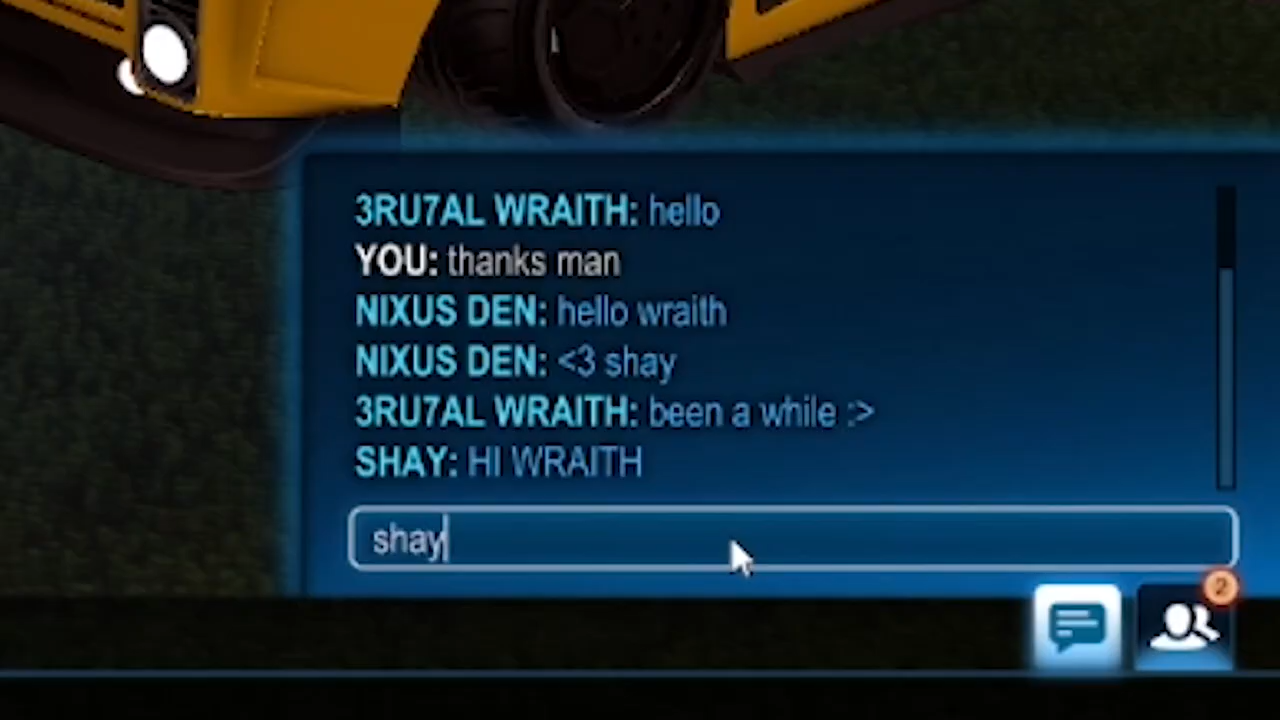 3RU7AL WRAITH: hello
YOU: thanks man
NIXUS DEN: hello wraith
NIXUS DEN: <3 shay
3RU7AL WRAITH: been a while :>
SHAY: HI WRAITH
shay
2